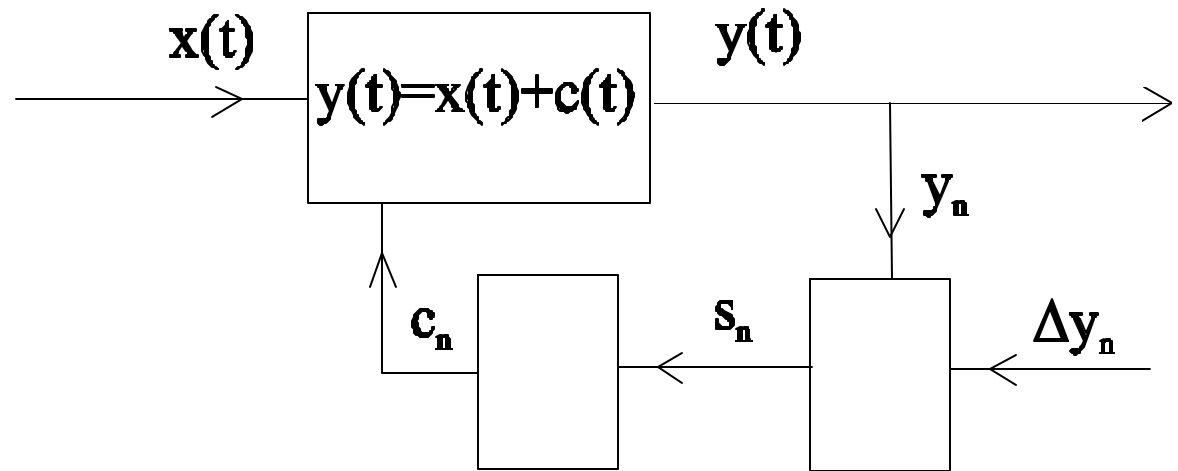 x(t)
y(t)
y(t)=x(t)+c(t)
yₙ
cₙ
sₙ
Δyₙ